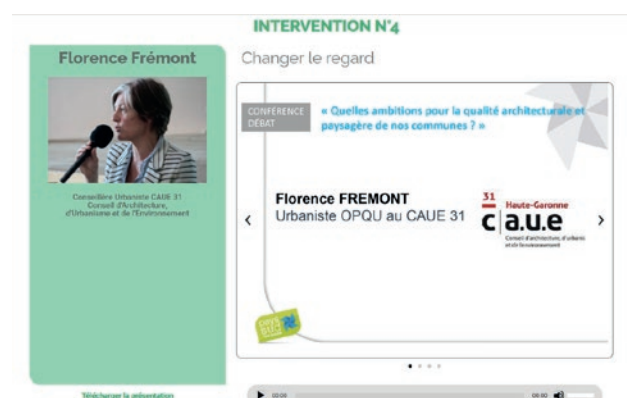 INTERVENTION N°4
Florence Frémont
Conseillère Urbaniste CAUE 31
Conseil d'Architecture,
d'Urbanisme et de l'Environnement
Télécharger la présentation
Changer le regard
CONFÉRENCE
DÉBAT
« Quelles ambitions pour la qualité architecturale et
paysagère de nos communes ? »
Florence FREMONT
Urbaniste OPQU au CAUE 31
31
Haute-Garonne
c|a.u.e
Conseil d'architecture, d'urbanisme
et de l'environnement
pays
sud
00:00